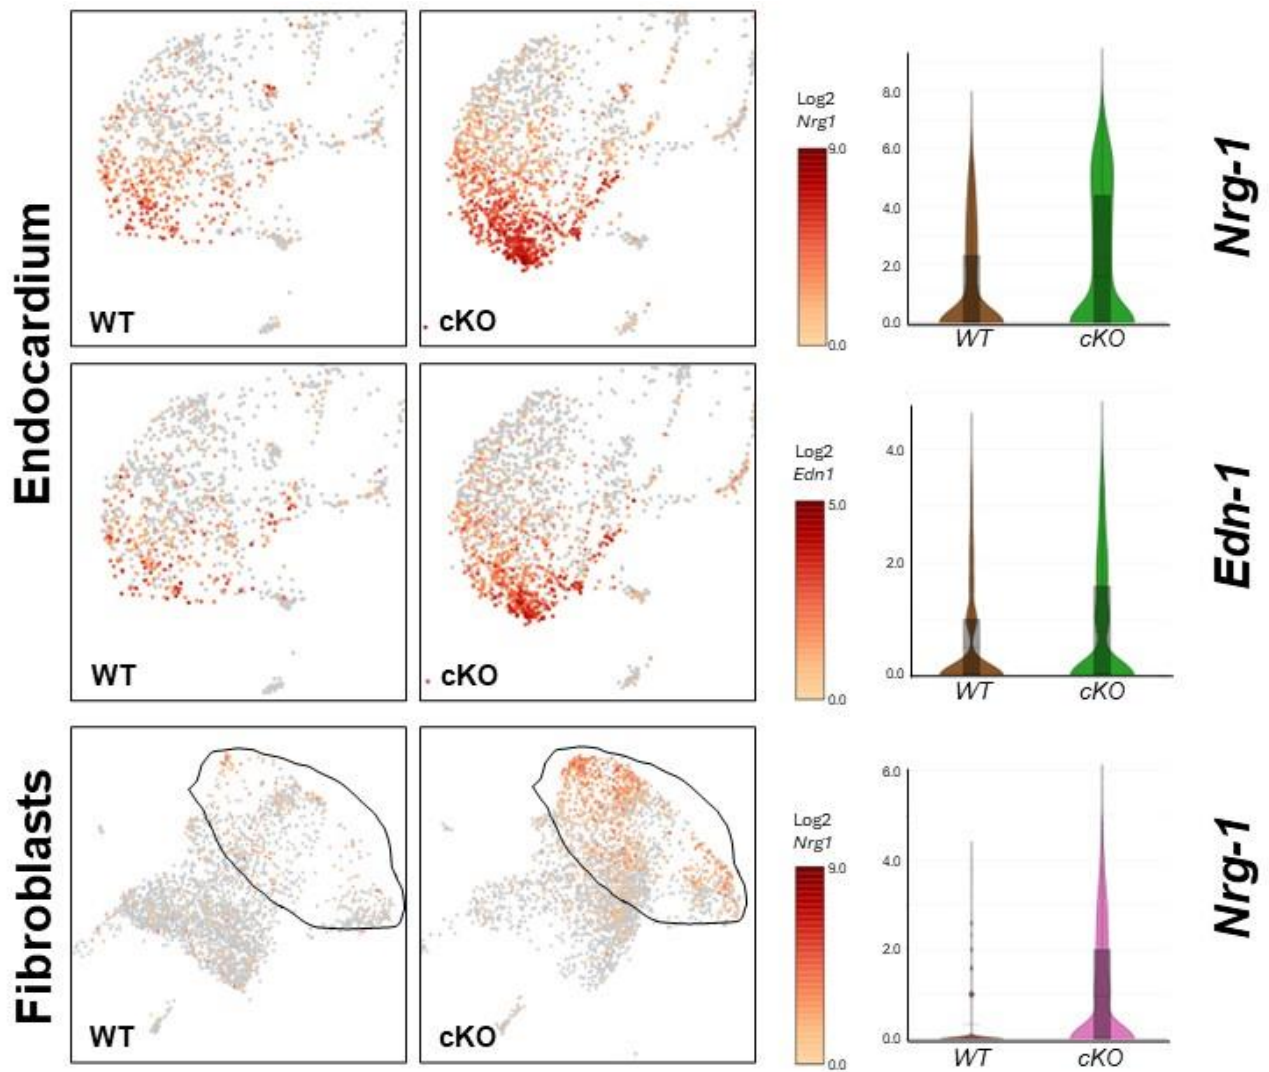 Endocardium
WT
cKO
Log2
Nrg1
9.0
0.0
8.0
6.0
4.0
2.0
0.0
WT
cKO
Nrg-1
WT
cKO
Log2
Edn1
5.0
0.0
4.0
2.0
0.0
WT
cKO
Edn-1
Fibroblasts
WT
cKO
Log2
Nrg1
9.0
0.0
6.0
4.0
2.0
0.0
WT
cKO
Nrg-1